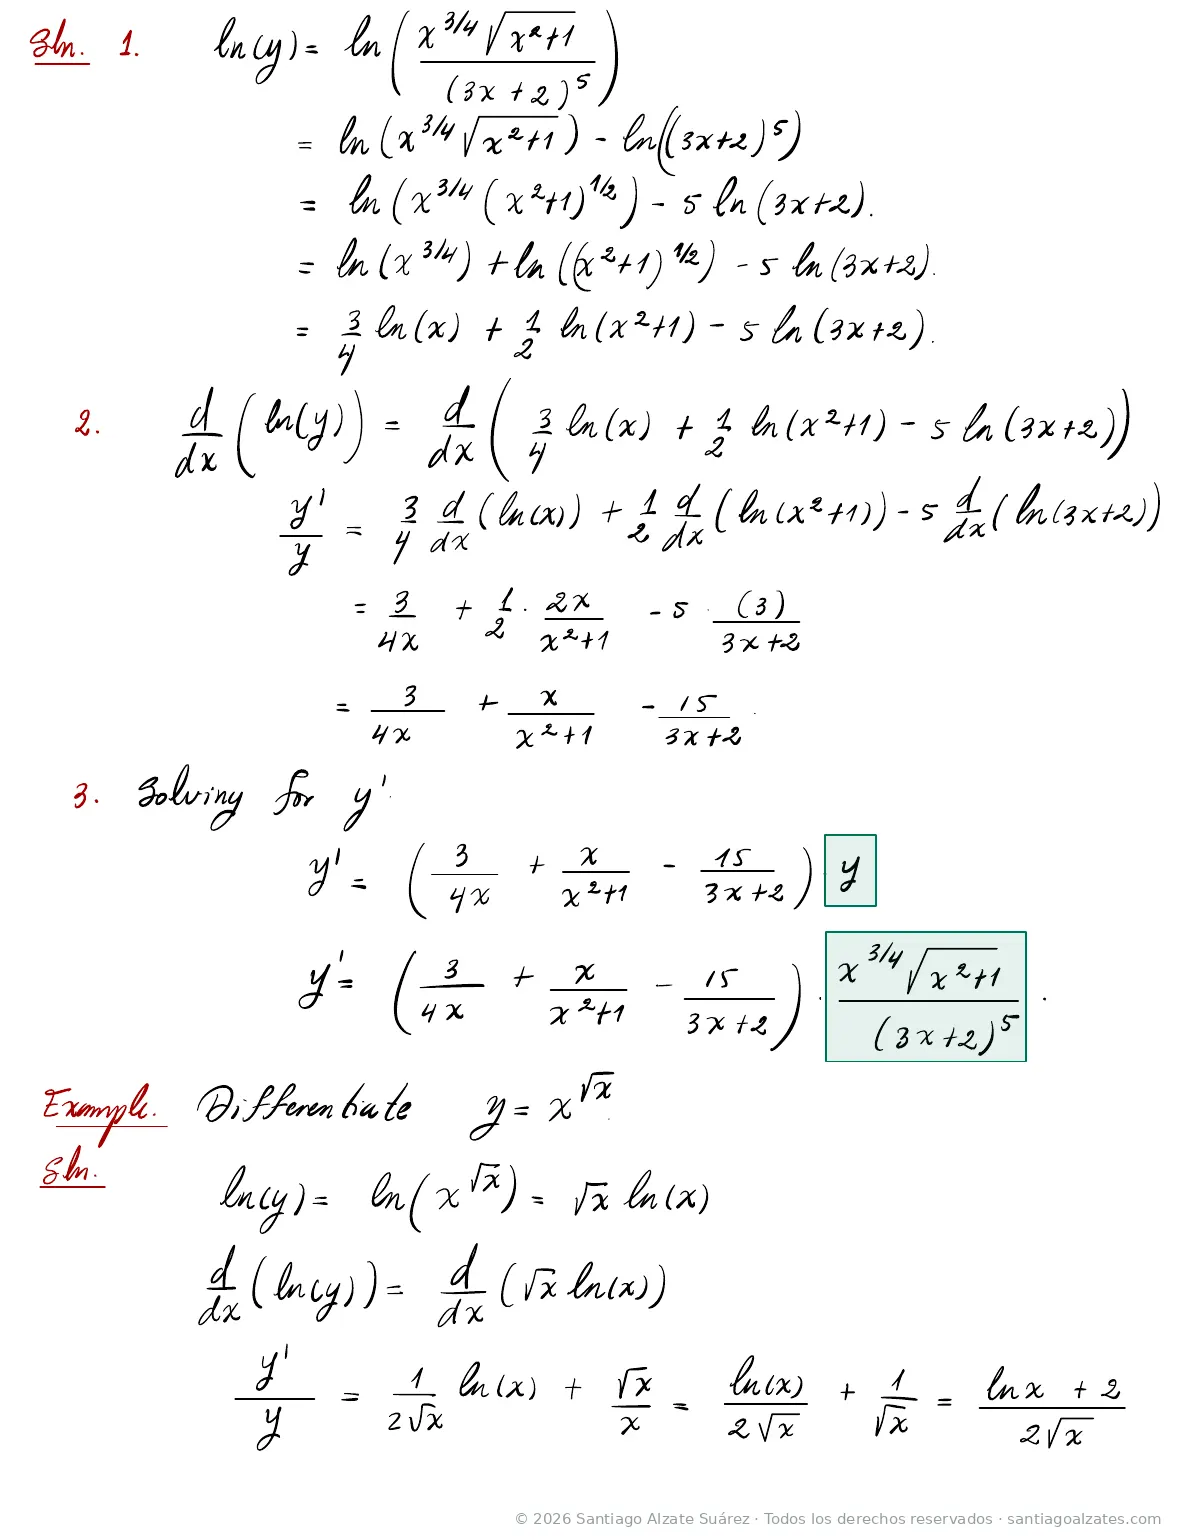 Sln. 1. ln(y) = ln( x^{3/4} √(x²+1) / (3x+2)^5 )
= ln(x^{3/4} √(x²+1)) - ln((3x+2)^5)
= ln(x^{3/4} (x²+1)^{1/2}) - 5 ln(3x+2).
= ln(x^{3/4}) + ln((x²+1)^{1/2}) - 5 ln(3x+2).
= 3/4 ln(x) + 1/2 ln(x²+1) - 5 ln(3x+2).
2. d/dx (ln(y)) = d/dx ( 3/4 ln(x) + 1/2 ln(x²+1) - 5 ln(3x+2))
y'/y = 3/4 d/dx (ln(x)) + 1/2 d/dx (ln(x²+1)) - 5 d/dx (ln(3x+2))
= 3/4x + 1/2 · 2x/(x²+1) - 5 · (3)/(3x+2)
= 3/4x + x/(x²+1) - 15/(3x+2).
3. Solving for y'.
y' = ( 3/4x + x/(x²+1) - 15/(3x+2) ) y
y' = ( 3/4x + x/(x²+1) - 15/(3x+2) ) · x^{3/4} √(x²+1) / (3x+2)^5 .
Example. Differentiate y = x^{√x}.
Sln.
ln(y) = ln(x^{√x}) = √x ln(x)
d/dx (ln(y)) = d/dx (√x ln(x))
y'/y = 1/(2√x) ln(x) + √x/x = ln(x)/(2√x) + 1/√x = (ln x + 2)/(2√x)
© 2026 Santiago Alzate Suárez · Todos los derechos reservados · santiagoalzates.com